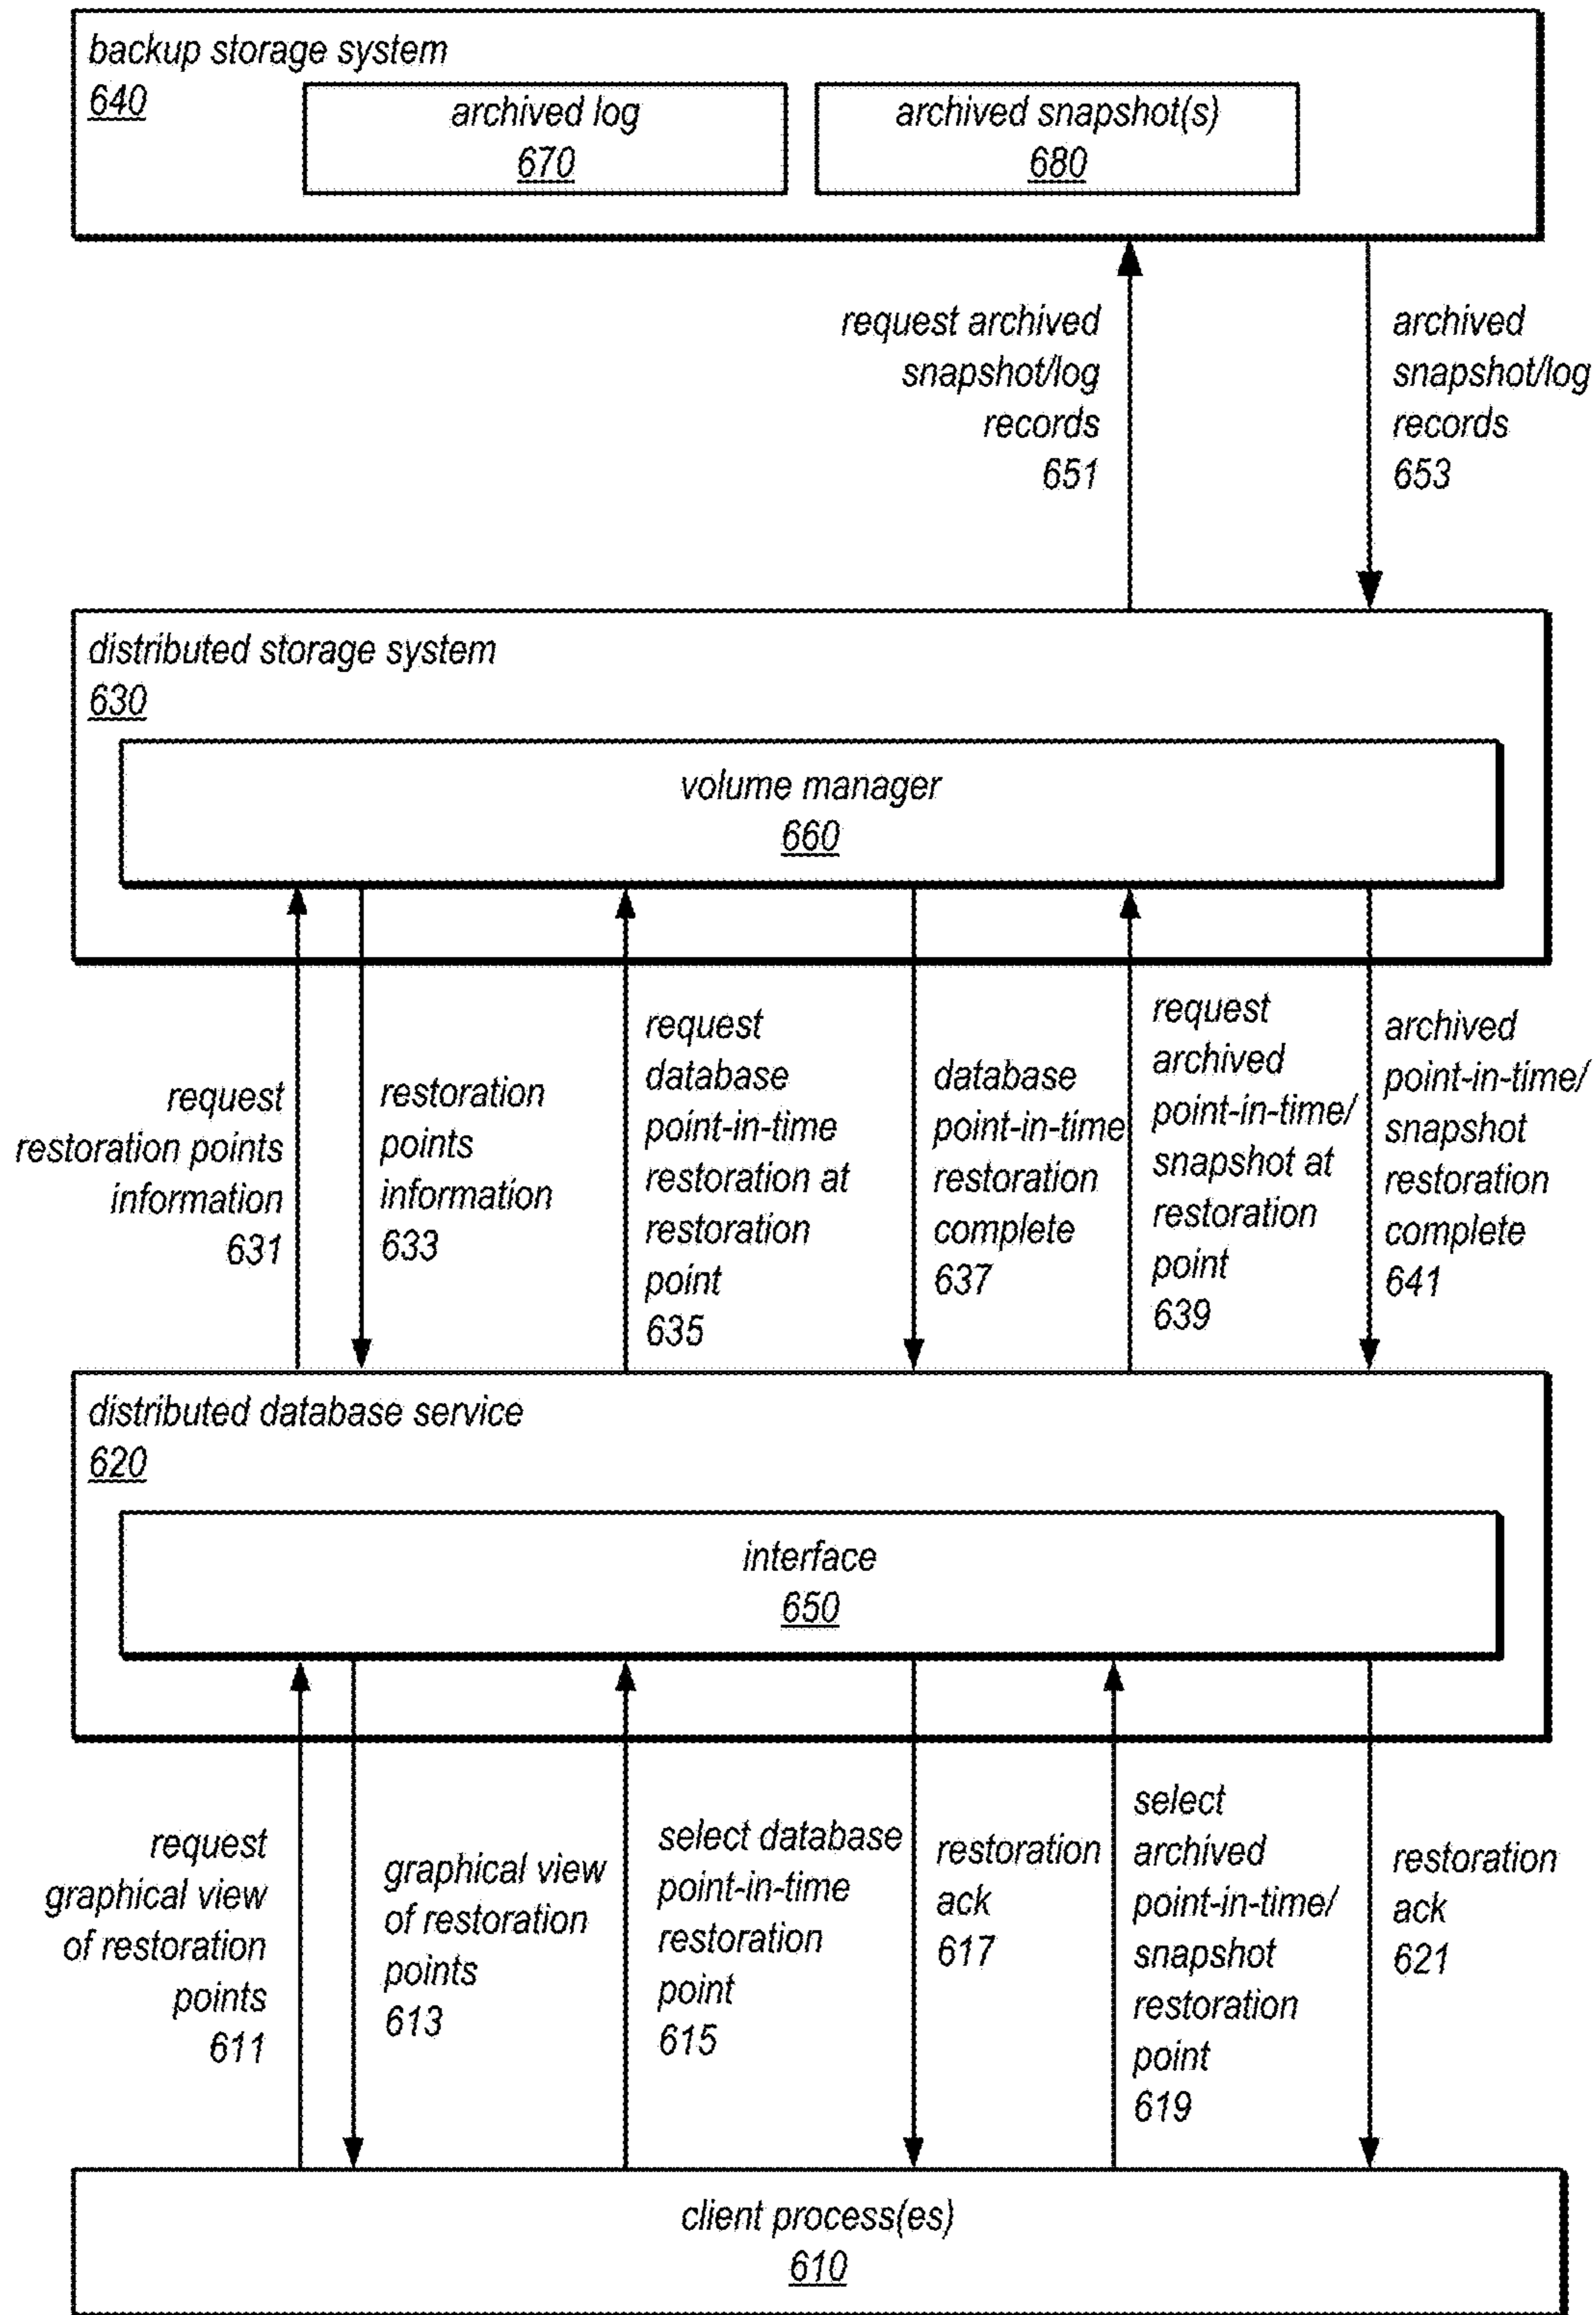 backup storage system
640
archived log
670
archived snapshot(s)
680
request archived
snapshot/log
records
651
archived
snapshot/log
records
653
distributed storage system
630
volume manager
660
request
restoration points
information
631
restoration
points
information
633
request
database
point-in-time
restoration at
restoration
point
635
database
point-in-time
restoration
complete
637
request
archived
point-in-time/
snapshot at
restoration
point
639
archived
point-in-time/
snapshot
restoration
complete
641
distributed database service
620
interface
650
request
graphical view
of restoration
points
611
graphical view
of restoration
points
613
select database
point-in-time
restoration
point
615
restoration
ack
617
select
archived
point-in-time/
snapshot
restoration
point
619
restoration
ack
621
client process(es)
610